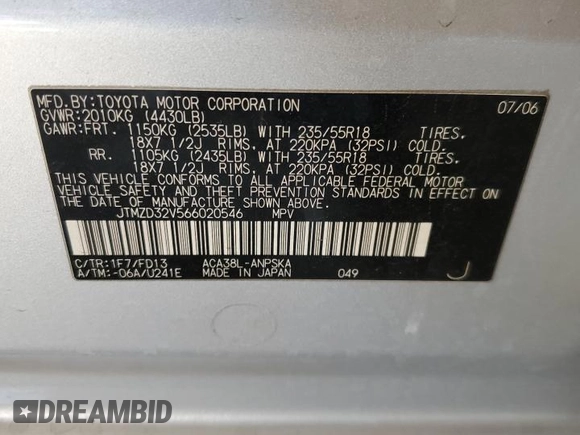 MFD.BY:TOYOTA MOTOR CORPORATION 07/06
GVWR:2010KG (4430LB)
GAWR:FRT. 1150KG (2535LB) WITH 235/55R18 TIRES.
18X7 1/2J RIMS. AT 220KPA (32PSI) COLD.
RR. 1105KG (2435LB) WITH 235/55R18 TIRES.
18X7 1/2J RIMS. AT 220KPA (32PSI) COLD.
THIS VEHICLE CONFORMS TO ALL APPLICABLE FEDERAL MOTOR
VEHICLE SAFETY AND THEFT PREVENTION STANDARDS IN EFFECT ON
THE DATE OF MANUFACTURE SHOWN ABOVE.
JTMZD32V566020546 MPV
C/TR:1F7/FD13 ACA38L-ANPSKA
A/TM:-06A/U241E MADE IN JAPAN 049 J
DREAMBID